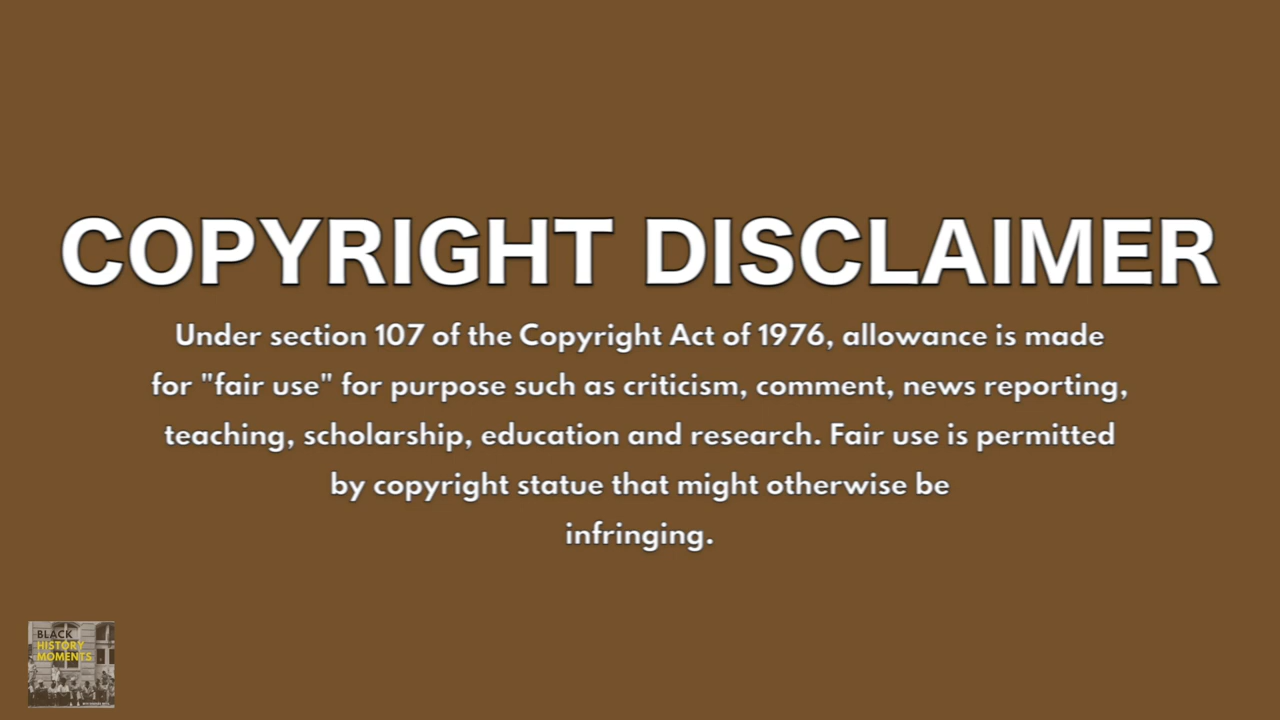 COPYRIGHT DISCLAIMER
Under section 107 of the Copyright Act of 1976, allowance is made
for "fair use" for purpose such as criticism, comment, news reporting,
teaching, scholarship, education and research. Fair use is permitted
by copyright statue that might otherwise be
infringing.
BLACK
HISTORY
MOMENTS